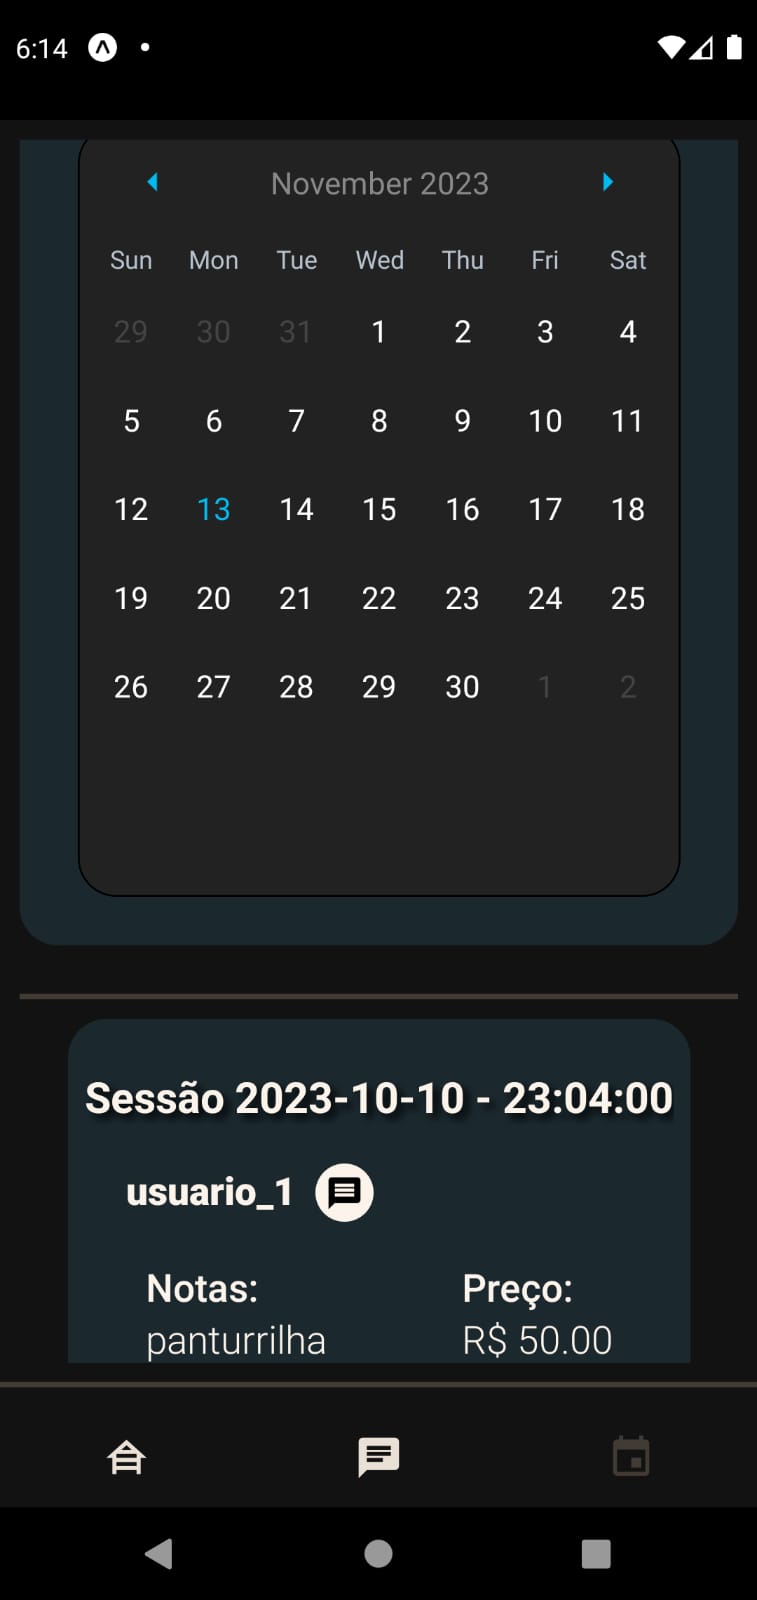 6:14
November 2023
Sun Mon Tue Wed Thu Fri Sat
29 30 31 1 2 3 4
5 6 7 8 9 10 11
12 13 14 15 16 17 18
19 20 21 22 23 24 25
26 27 28 29 30 1 2
Sessão 2023-10-10 - 23:04:00
usuario_1
Notas: Preço:
panturrilha R$ 50.00